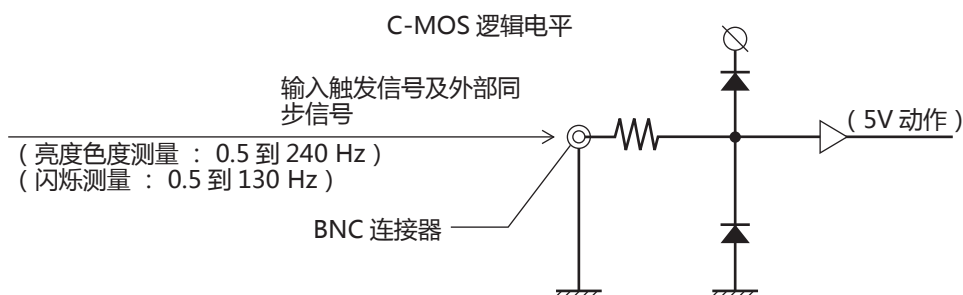 C-MOS 逻辑电平
输入触发信号及外部同
步信号
( 5V 动作 )
( 亮度色度测量 ： 0.5 到 240 Hz )
( 闪烁测量 ： 0.5 到 130 Hz )
BNC 连接器